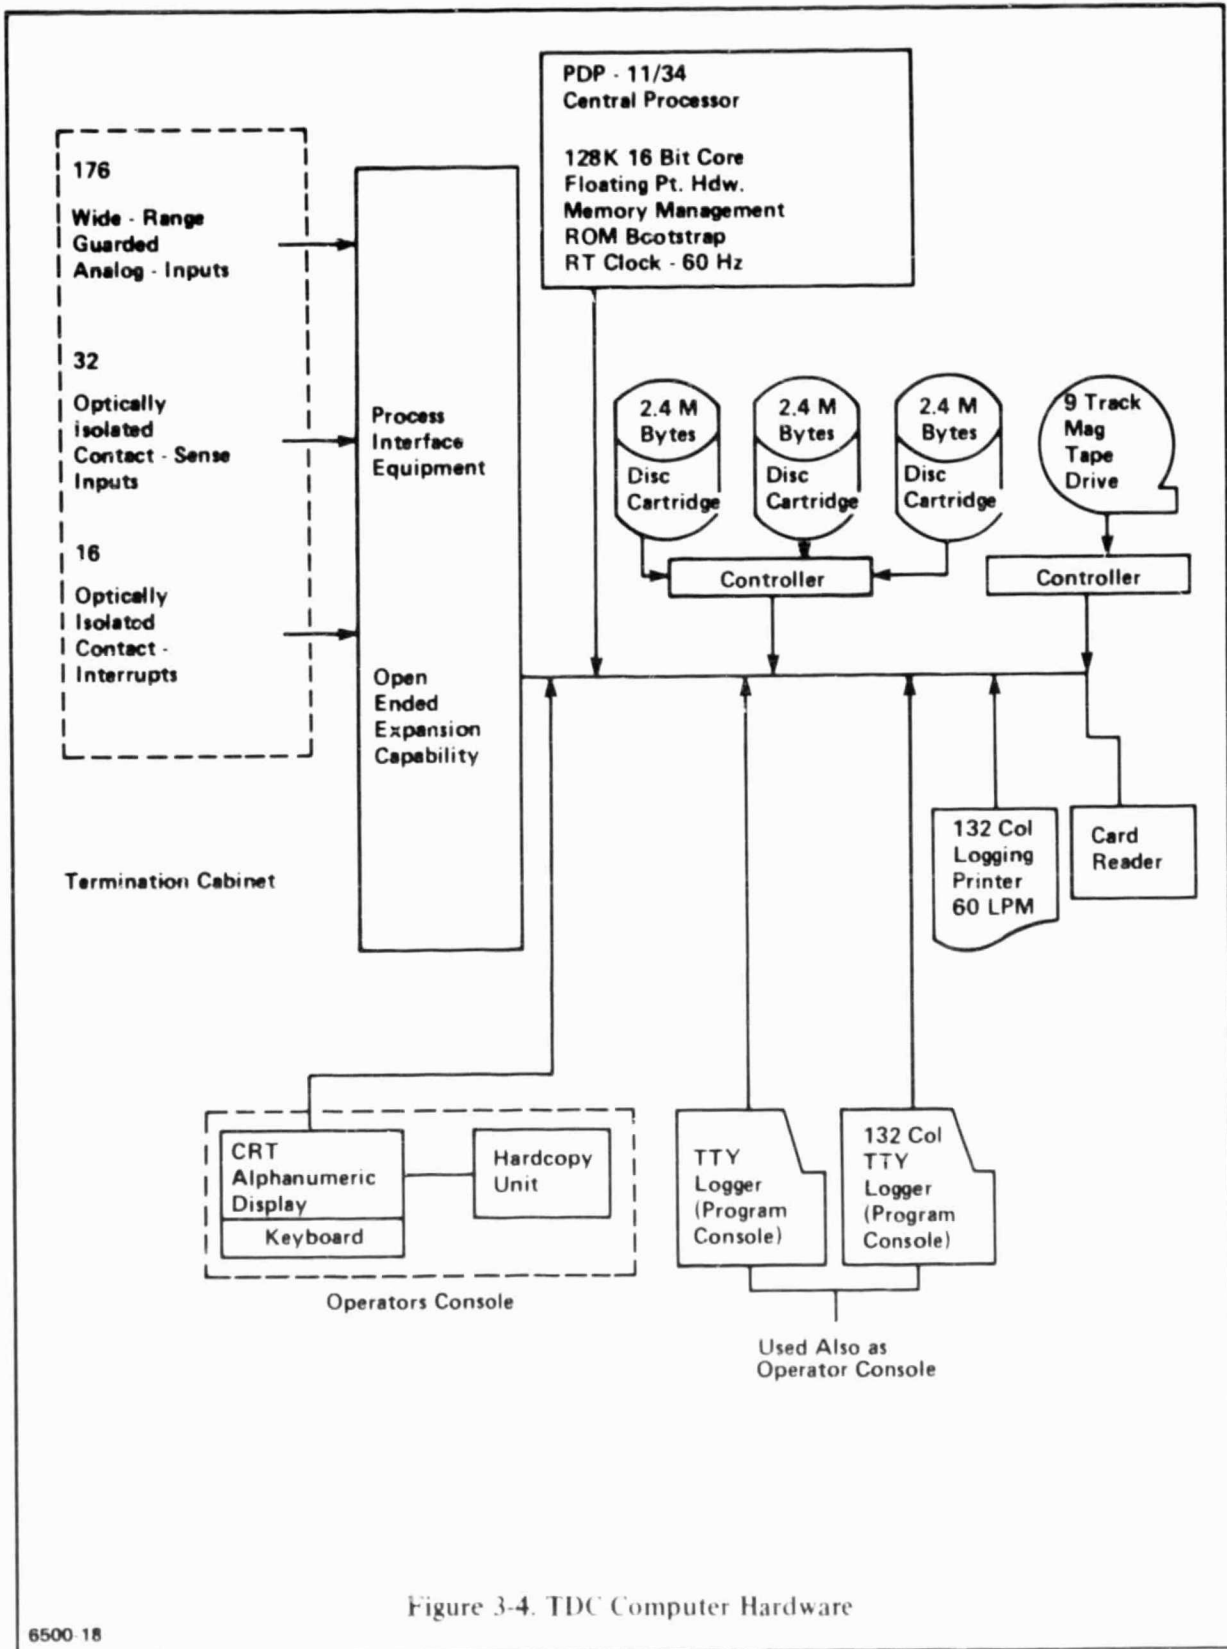 PDP - 11/34
Central Processor
128K 16 Bit Core
Floating Pt. Hdw.
Memory Management
ROM Bootstrap
RT Clock - 60 Hz
176
Wide - Range
Guarded
Analog - Inputs
32
Optically
isolated
Contact - Sense
Inputs
16
Optically
Isolated
Contact -
Interrupts
Termination Cabinet
Process
Interface
Equipment
Open
Ended
Expansion
Capability
2.4 M
Bytes
Disc
Cartridge
2.4 M
Bytes
Disc
Cartridge
2.4 M
Bytes
Disc
Cartridge
9 Track
Mag
Tape
Drive
Controller
Controller
132 Col
Logging
Printer
60 LPM
Card
Reader
CRT
Alphanumeric
Display
Keyboard
Hardcopy
Unit
Operators Console
TTY
Logger
(Program
Console)
132 Col
TTY
Logger
(Program
Console)
Used Also as
Operator Console
Figure 3-4. TDC Computer Hardware
6500-18